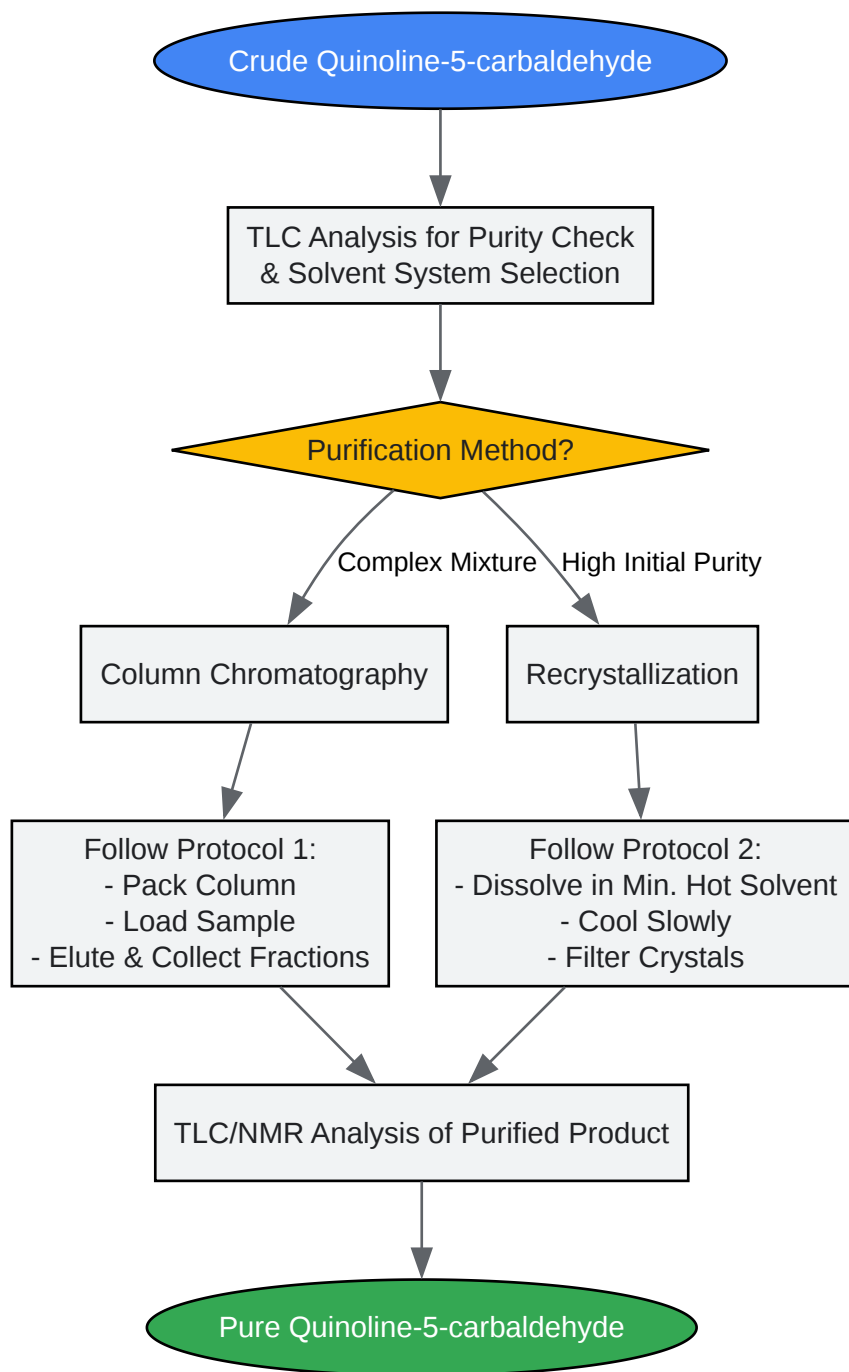 Crude Quinoline-5-carbaldehyde
TLC Analysis for Purity Check
& Solvent System Selection
Purification Method?
Complex Mixture
High Initial Purity
Column Chromatography
Recrystallization
Follow Protocol 1:
- Pack Column
- Load Sample
- Elute & Collect Fractions
Follow Protocol 2:
- Dissolve in Min. Hot Solvent
- Cool Slowly
- Filter Crystals
TLC/NMR Analysis of Purified Product
Pure Quinoline-5-carbaldehyde